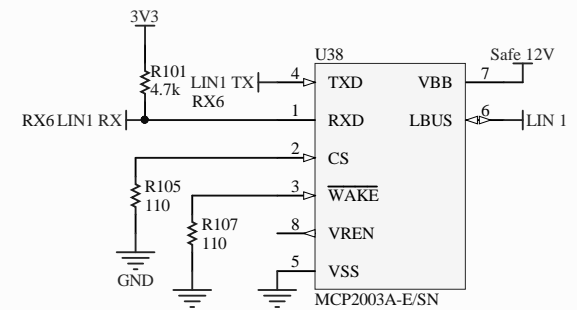 3V3
U38
Safe 12V
R101
4.7k
LIN1 TX
RX6
4
TXD
VBB
7
RX6 LIN1 RX
1
RXD
LBUS
6
LIN 1
2
CS
R105
110
3
WAKE
R107
110
8
VREN
5
VSS
GND
MCP2003A-E/SN